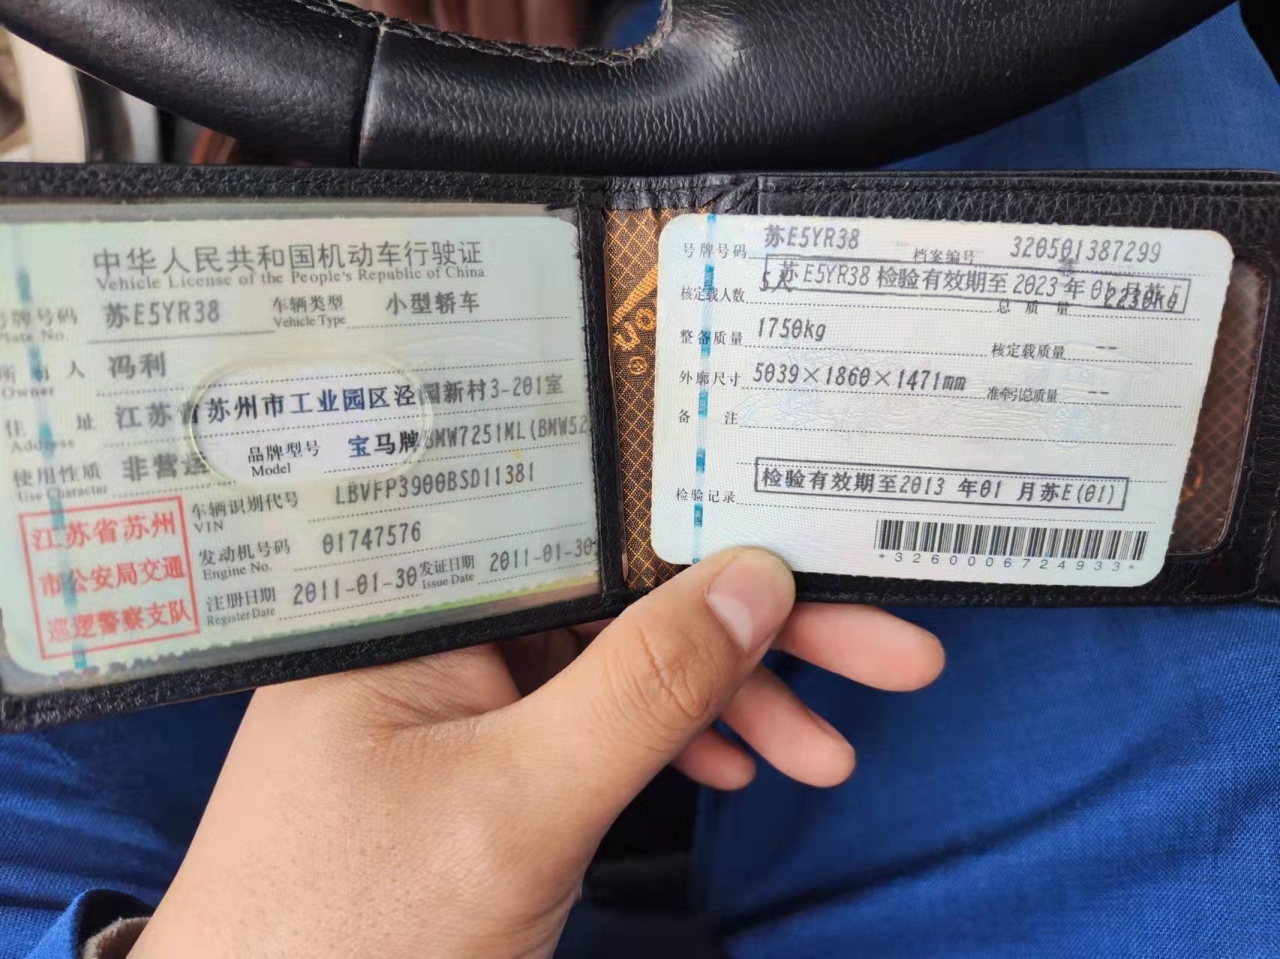 中华人民共和国机动车行驶证
Vehicle License of the People's Republic of China
号牌号码 苏E5YR38 车辆类型 小型轿车
Plate No. Vehicle Type
所有人 冯利
Owner
住 址 江苏省苏州市工业园区泾园新村3-201室
Address
使用性质 非营运 品牌型号 宝马牌BMW7251ML(BMW52
Use Character Model
江苏省苏州
市公安局交通
巡逻警察支队
车辆识别代号 LBVFP3900BSD11381
VIN
发动机号码 01747576
Engine No.
注册日期 2011-01-30 发证日期 2011-01-30
Register Date Issue Date
号牌号码 苏E5YR38 档案编号 320501387299
苏E5YR38 检验有效期至 2023 年 01 月苏E
核定载人数 5人 总质量 2230kg
整备质量 1750kg 核定载质量 --
外廓尺寸 5039×1860×1471mm 准牵引总质量 --
备 注
检验记录 检验有效期至2013 年01 月苏E(01)
*3260006724933*